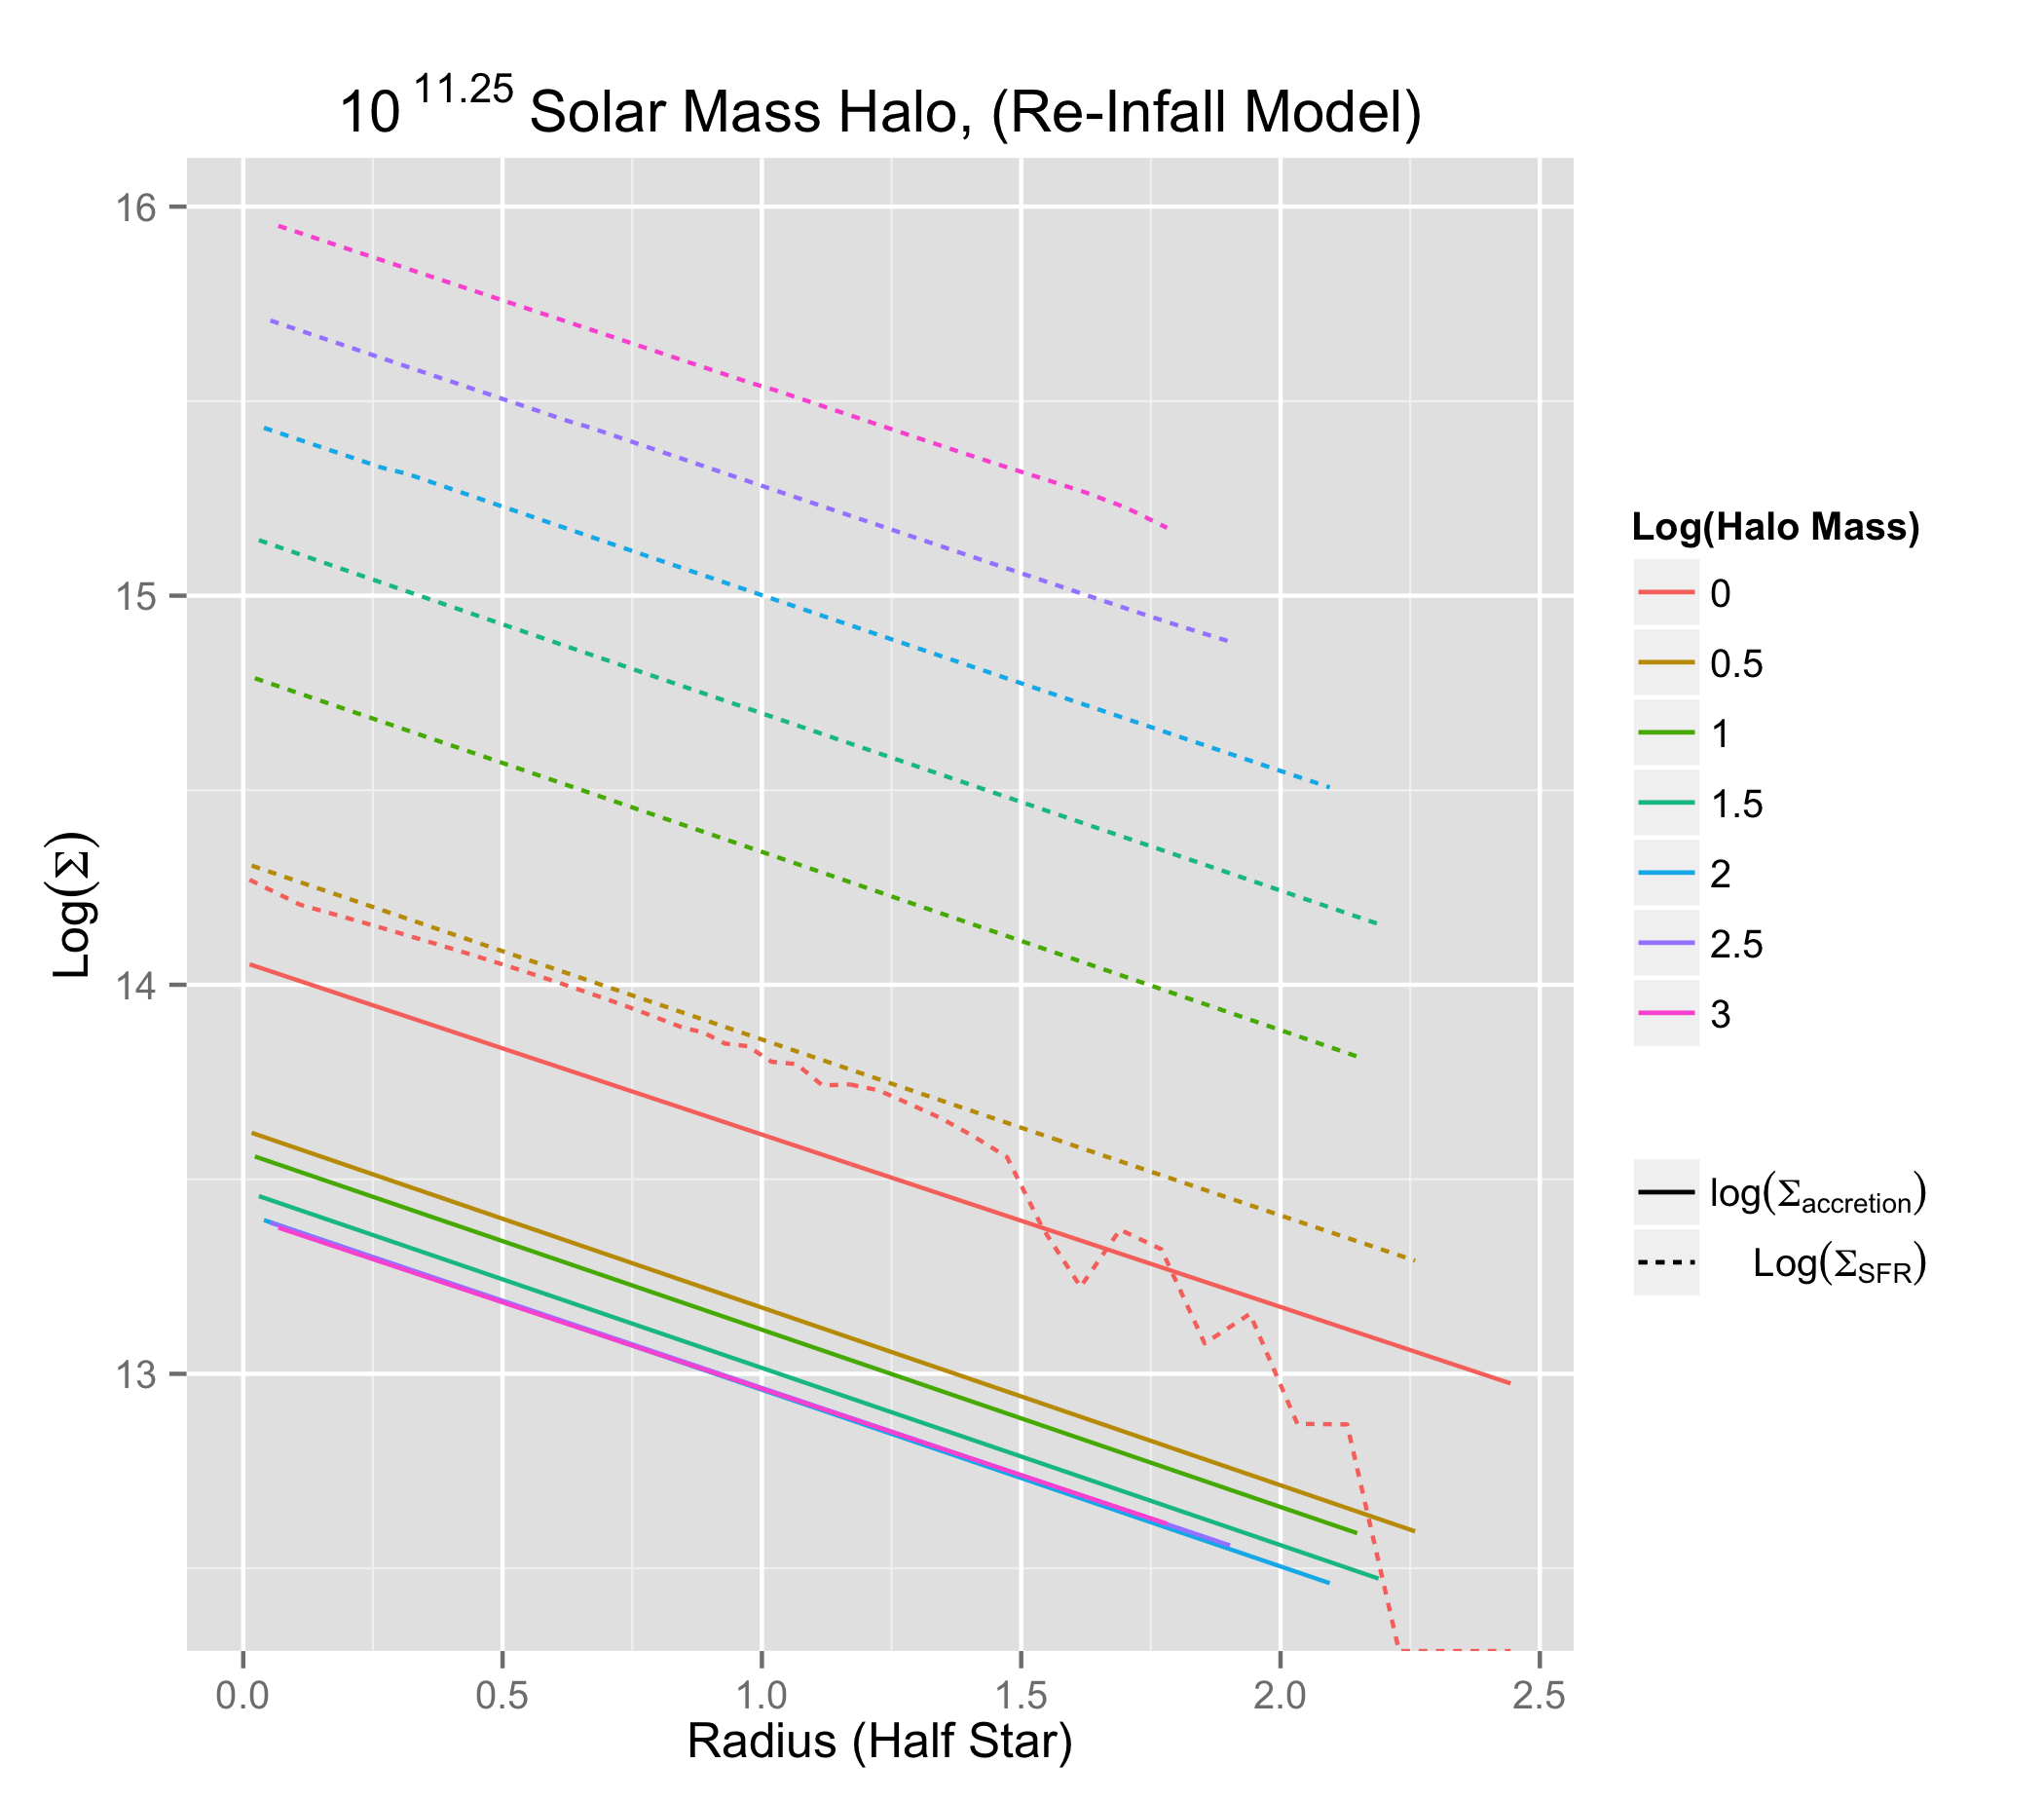 10^11.25 Solar Mass Halo, (Re-Infall Model)
16
15
14
13
Log(Σ)
0.0 0.5 1.0 1.5 2.0 2.5
Radius (Half Star)
Log(Halo Mass)
0
0.5
1
1.5
2
2.5
3
log(Σaccretion)
Log(ΣSFR)